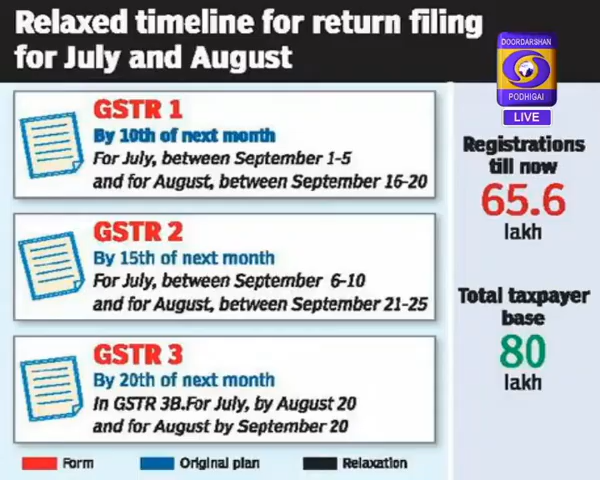 Relaxed timeline for return filing
for July and August
DOORDARSHAN
PODHIGAI
LIVE
GSTR 1
By 10th of next month
For July, between September 1-5
and for August, between September 16-20
GSTR 2
By 15th of next month
For July, between September 6-10
and for August, between September 21-25
GSTR 3
By 20th of next month
In GSTR 3B.For July, by August 20
and for August by September 20
Registrations
till now
65.6
lakh
Total taxpayer
base
80
lakh
Form
Original plan
Relaxation